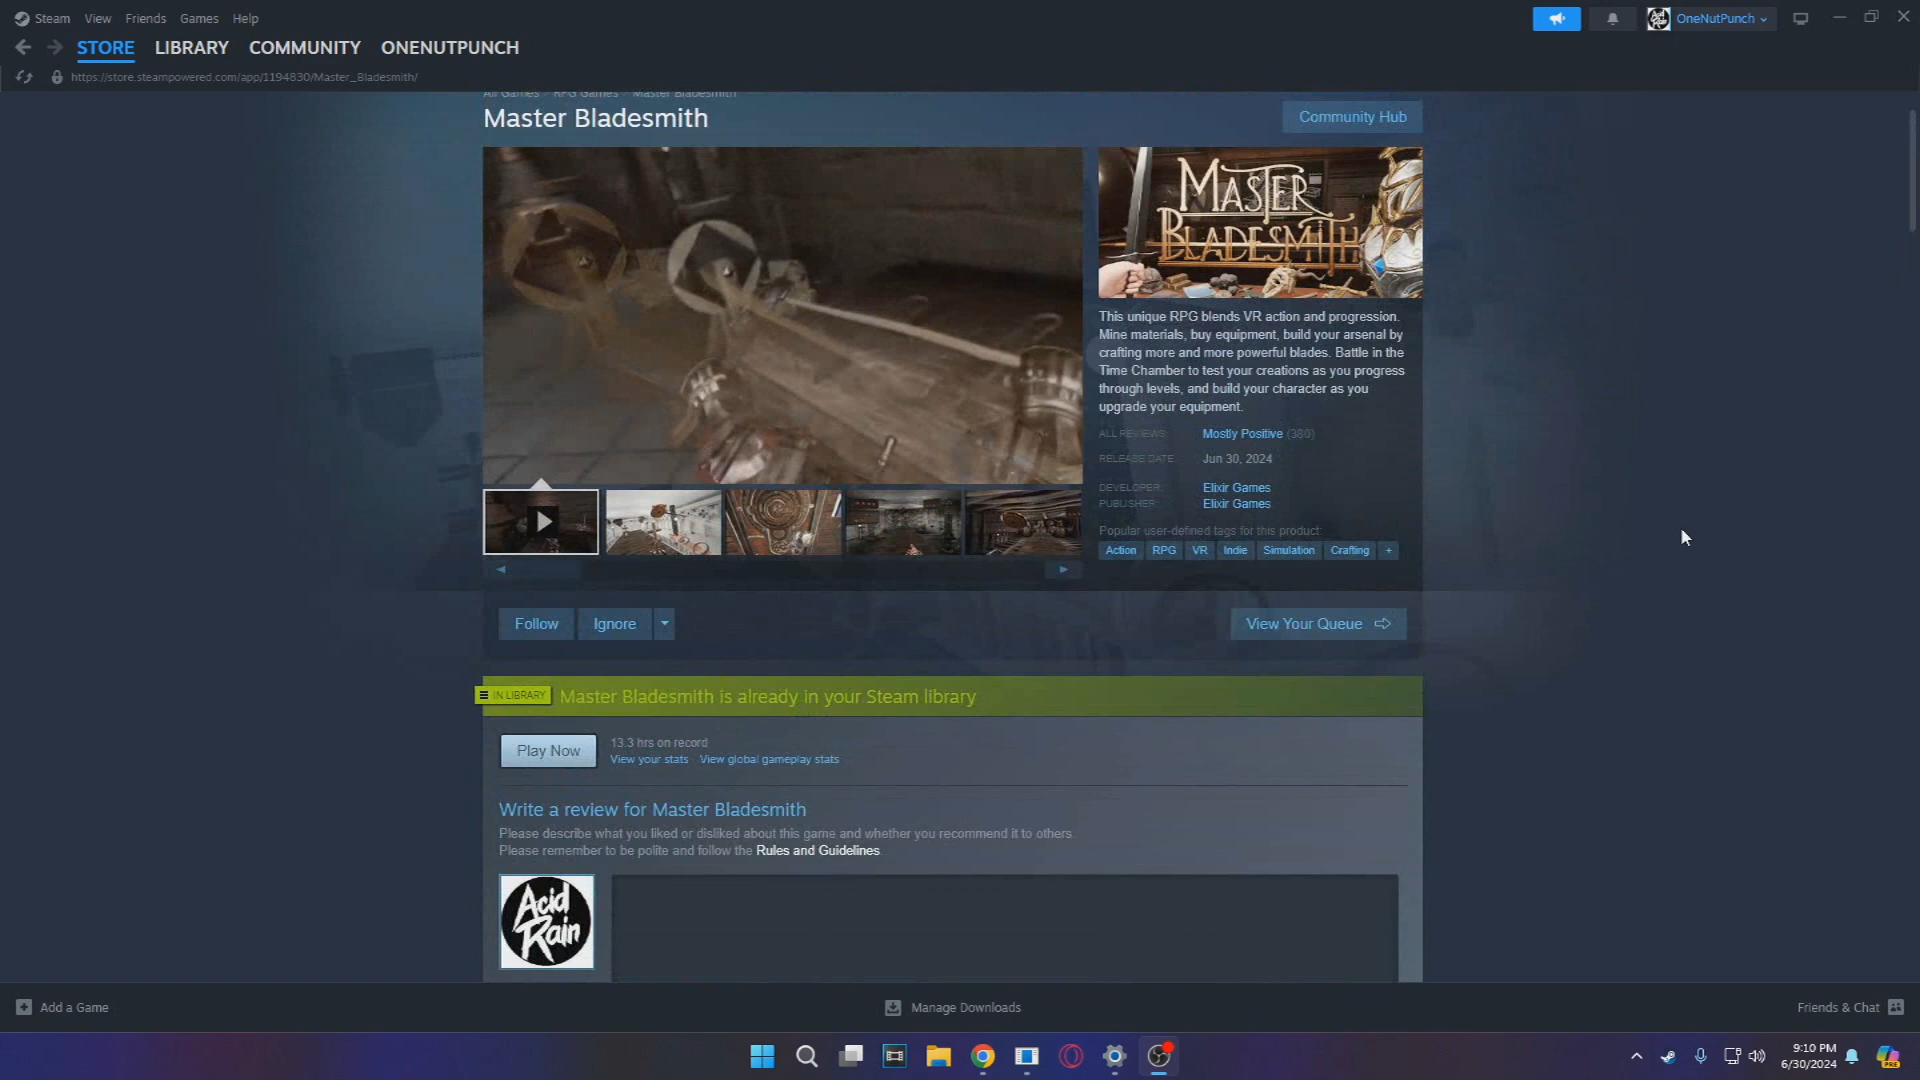 Steam View Friends Games Help
OneNutPunch
STORE LIBRARY COMMUNITY ONENUTPUNCH
https://store.steampowered.com/app/1194830/Master_Bladesmith/
All Games RPG Games Master Bladesmith
Master Bladesmith
Community Hub
MASTER
BLADESMITH
This unique RPG blends VR action and progression.
Mine materials, buy equipment, build your arsenal by
crafting more and more powerful blades. Battle in the
Time Chamber to test your creations as you progress
through levels, and build your character as you
upgrade your equipment.
ALL REVIEWS: Mostly Positive (380)
RELEASE DATE: Jun 30, 2024
DEVELOPER: Elixir Games
PUBLISHER: Elixir Games
Popular user-defined tags for this product:
Action RPG VR Indie Simulation Crafting +
Follow Ignore
View Your Queue
IN LIBRARY Master Bladesmith is already in your Steam library
Play Now
13.3 hrs on record
View your stats View global gameplay stats
Write a review for Master Bladesmith
Please describe what you liked or disliked about this game and whether you recommend it to others.
Please remember to be polite and follow the Rules and Guidelines.
Acid
Rain
Add a Game
Manage Downloads
Friends & Chat
9:10 PM
6/30/2024
PRE